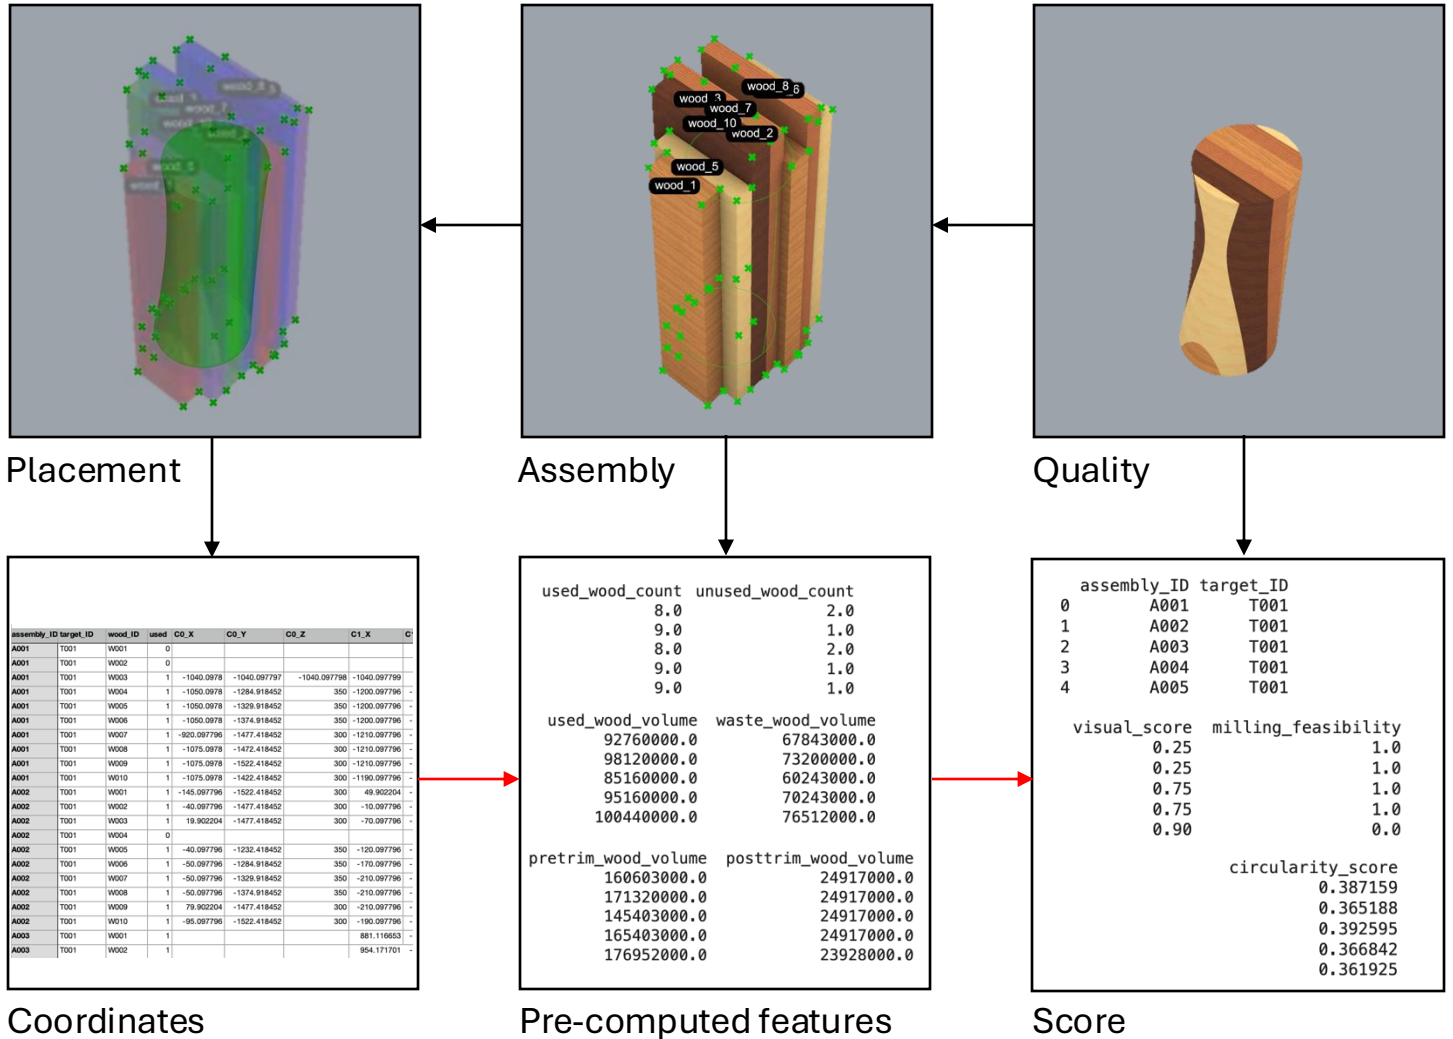 wood_8
_6
wood_3
wood_7
wood_10
wood_2
wood_5
wood_1
Placement
Assembly
Quality
assembly_ID target_ID wood_ID used C0_X C0_Y C0_Z C1_X
A001 T001 W001 0
A001 T001 W002 0
A001 T001 W003 1 -1040.0978 -1040.097797 -1040.097798 -1040.097799
A001 T001 W004 1 -1050.0978 -1284.918452 350 -1200.097796 -
A001 T001 W005 1 -1050.0978 -1329.918452 350 -1200.097796 -
A001 T001 W006 1 -1050.0978 -1374.918452 350 -1200.097796 -
A001 T001 W007 1 -920.097796 -1477.418452 300 -1210.097796 -
A001 T001 W008 1 -1075.0978 -1472.418452 300 -1210.097796 -
A001 T001 W009 1 -1075.0978 -1522.418452 300 -1210.097796 -
A001 T001 W010 1 -1075.0978 -1422.418452 300 -1190.097796 -
A002 T001 W001 1 -145.097796 -1522.418452 300 49.902204 -
A002 T001 W002 1 -40.097796 -1477.418452 300 -10.097796 -
A002 T001 W003 1 19.902204 -1477.418452 300 -70.097796 -
A002 T001 W004 0
A002 T001 W005 1 -40.097796 -1232.418452 350 -120.097796 -
A002 T001 W006 1 -50.097796 -1284.918452 350 -170.097796 -
A002 T001 W007 1 -50.097796 -1329.918452 350 -210.097796 -
A002 T001 W008 1 -50.097796 -1374.918452 350 -210.097796 -
A002 T001 W009 1 79.902204 -1477.418452 300 -210.097796 -
A002 T001 W010 1 -95.097796 -1522.418452 300 -190.097796 -
A003 T001 W001 1 881.116653 -
A003 T001 W002 1 954.171701 -
Coordinates
used_wood_count unused_wood_count
8.0 2.0
9.0 1.0
8.0 2.0
9.0 1.0
9.0 1.0
used_wood_volume waste_wood_volume
92760000.0 67843000.0
98120000.0 73200000.0
85160000.0 60243000.0
95160000.0 70243000.0
100440000.0 76512000.0
pretrim_wood_volume posttrim_wood_volume
160603000.0 24917000.0
171320000.0 24917000.0
145403000.0 24917000.0
165403000.0 24917000.0
176952000.0 23928000.0
Pre-computed features
assembly_ID target_ID
0 A001 T001
1 A002 T001
2 A003 T001
3 A004 T001
4 A005 T001
visual_score milling_feasibility
0.25 1.0
0.25 1.0
0.75 1.0
0.75 1.0
0.90 0.0
circularity_score
0.387159
0.365188
0.392595
0.366842
0.361925
Score